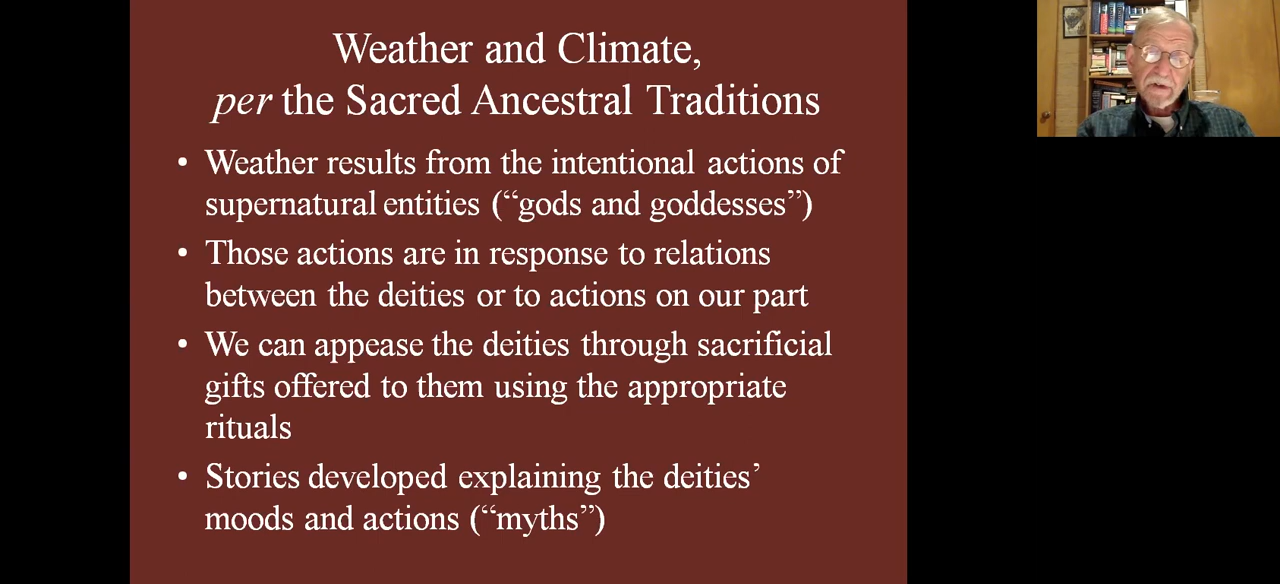 Weather and Climate,
per the Sacred Ancestral Traditions
• Weather results from the intentional actions of
supernatural entities (“gods and goddesses”)
• Those actions are in response to relations
between the deities or to actions on our part
• We can appease the deities through sacrificial
gifts offered to them using the appropriate
rituals
• Stories developed explaining the deities’
moods and actions (“myths”)